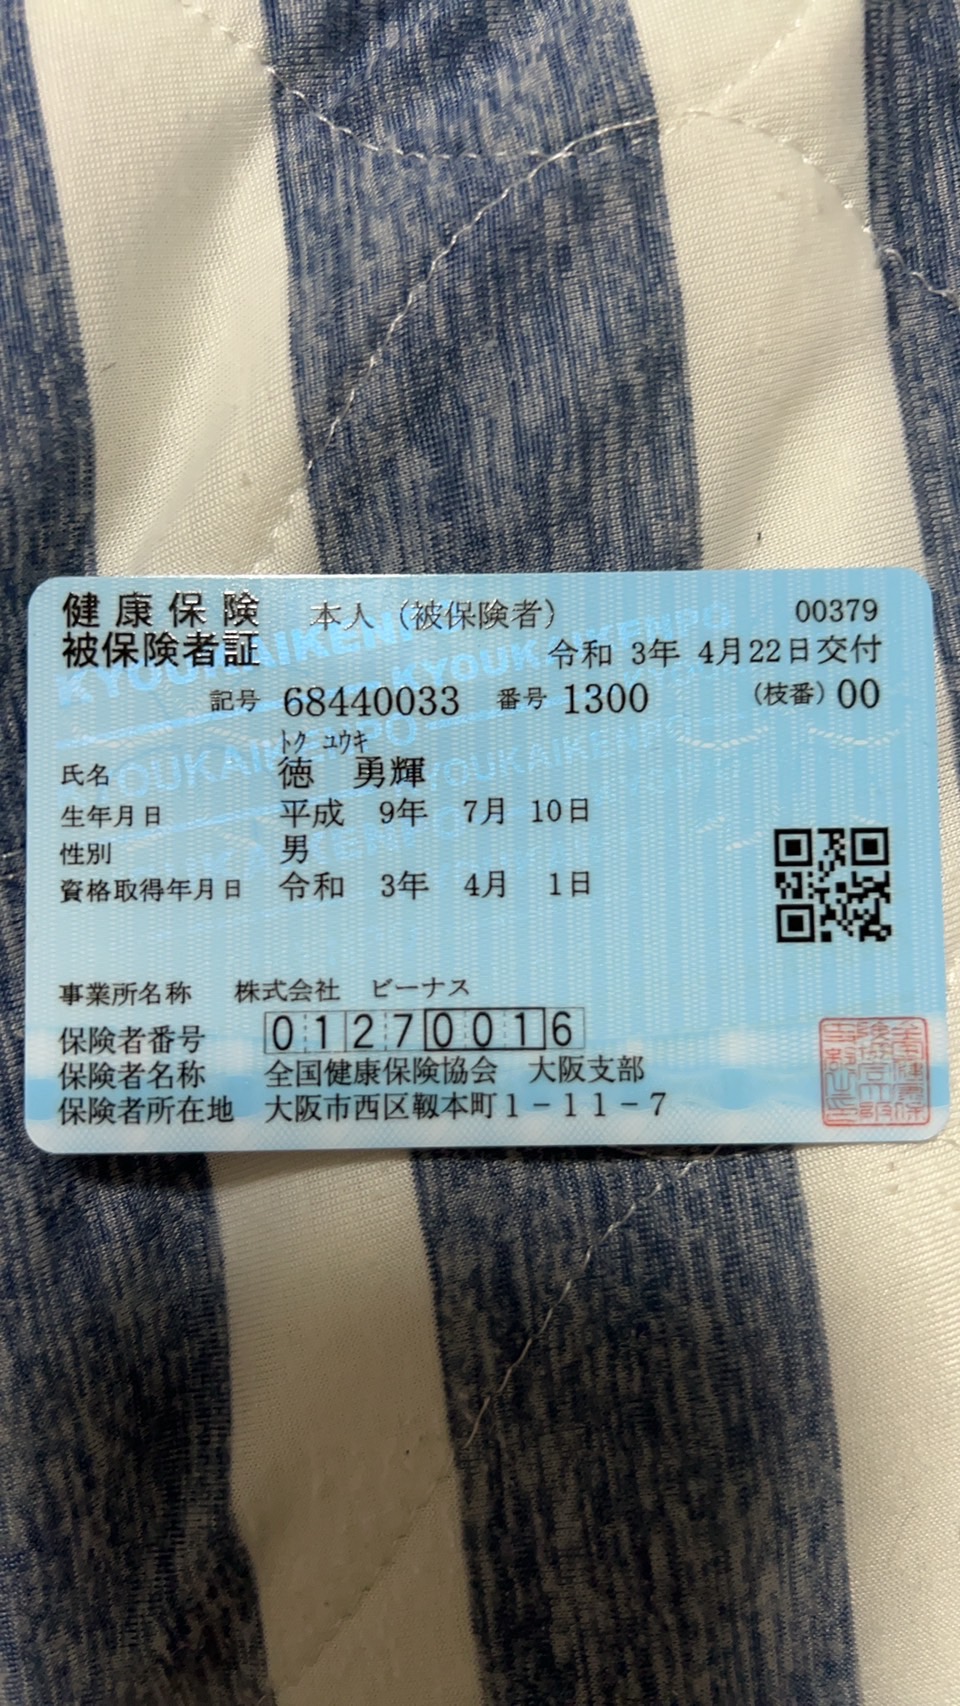 健康保険 本人（被保険者） 00379
被保険者証 令和 3年 4月22日交付
記号 68440033 番号 1300 （枝番）00
ﾄｸ ﾕｳｷ
氏名 徳 勇輝
生年月日 平成 9年 7月 10日
性別 男
資格取得年月日 令和 3年 4月 1日
事業所名称 株式会社 ビーナス
保険者番号 01270016
保険者名称 全国健康保険協会 大阪支部
保険者所在地 大阪市西区靱本町1－11－7